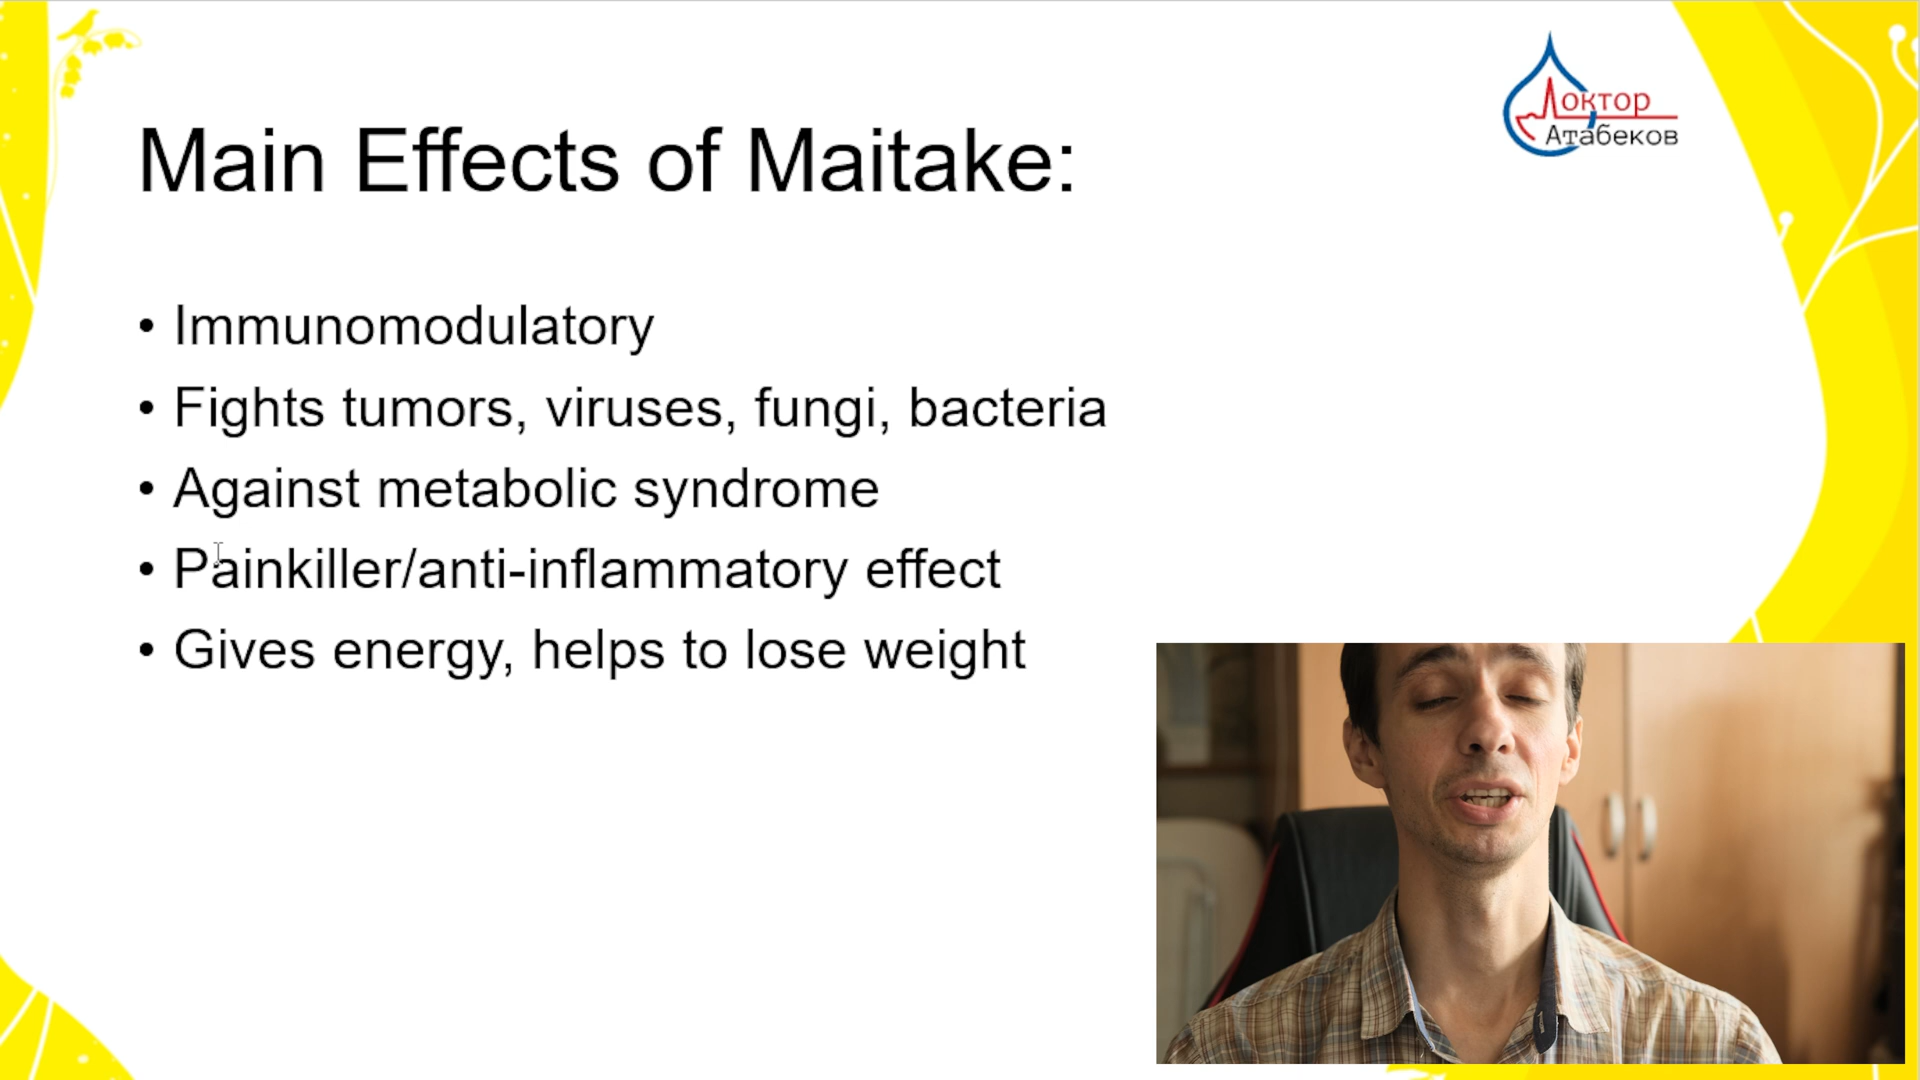 Доктор
Атабеков
Main Effects of Maitake:
• Immunomodulatory
• Fights tumors, viruses, fungi, bacteria
• Against metabolic syndrome
• Painkiller/anti-inflammatory effect
• Gives energy, helps to lose weight